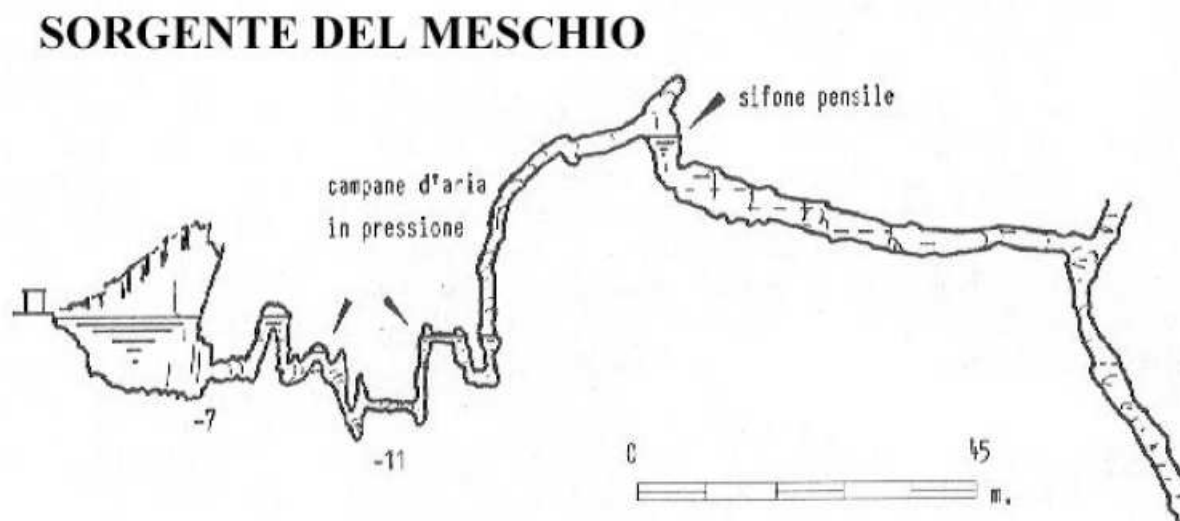 SORGENTE DEL MESCHIO
sifone pensile
campane d'aria
in pressione
-7
-11
0 45
m.